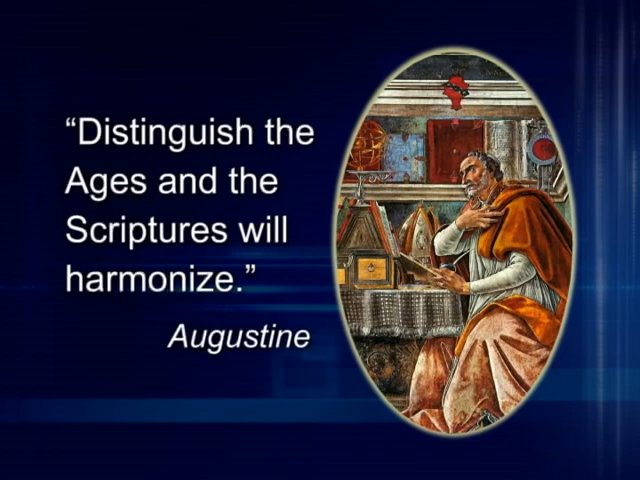 “Distinguish the
Ages and the
Scriptures will
harmonize.”
Augustine